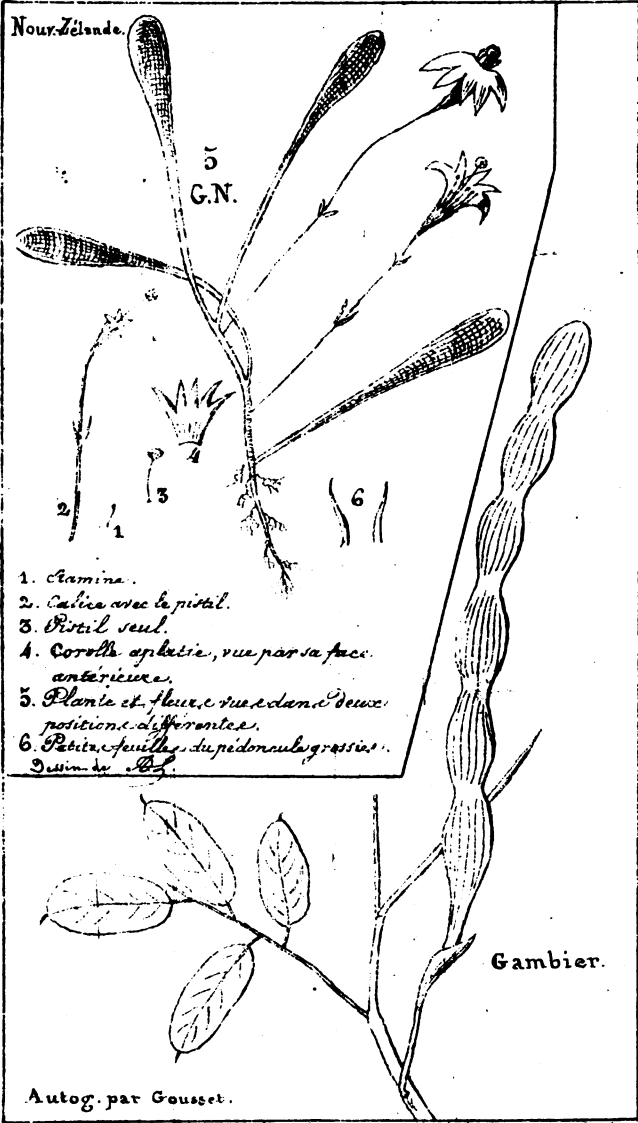 Nouv. Zélande.
5
G.N.
4
2
1
3
6
1. Etamine.
2. Calice avec le pistil.
3. Pistil seul.
4. Corolle aplatie, vue par sa face
antérieure.
5. Plante et fleurs vues dans deux
positions différentes.
6. Petites feuilles du pédoncule grossies.
Dessin de
Gambier.
Autog. par Gousset.